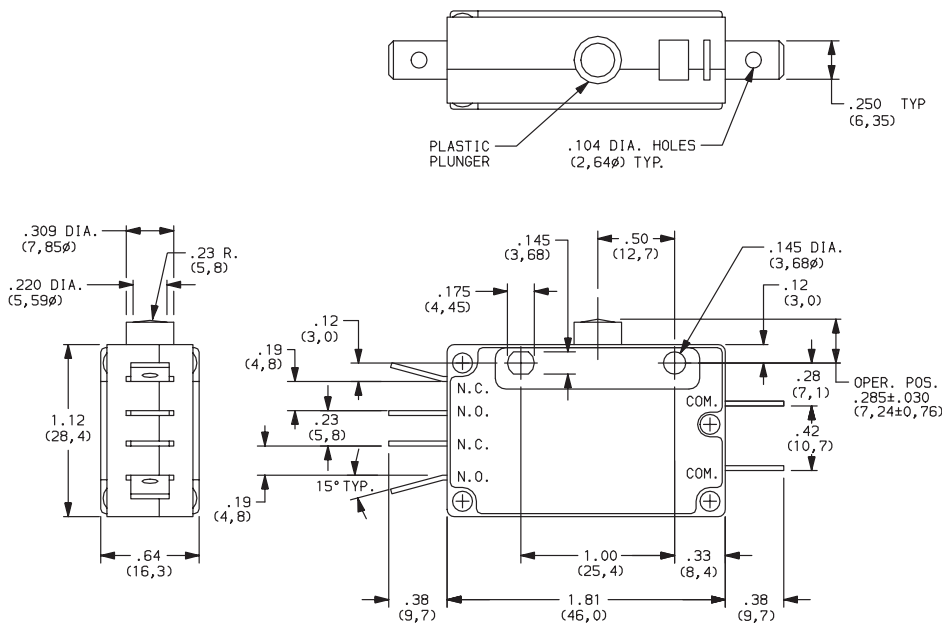 .250 TYP
(6,35)
PLASTIC
PLUNGER
.104 DIA. HOLES
(2,64ø) TYP.
.309 DIA.
(7,85ø)
.23 R.
(5,8)
.220 DIA.
(5,59ø)
.145
(3,68)
.50
(12,7)
.145 DIA.
(3,68ø)
.175
(4,45)
.12
(3,0)
.12
(3,0)
.19
(4,8)
N.C.
N.O.
N.C.
N.O.
COM.
COM.
.28
(7,1)
OPER. POS.
.285±.030
(7,24±0,76)
1.12
(28,4)
.23
(5,8)
.42
(10,7)
15° TYP.
.19
(4,8)
.64
(16,3)
1.00
(25,4)
.33
(8,4)
.38
(9,7)
1.81
(46,0)
.38
(9,7)